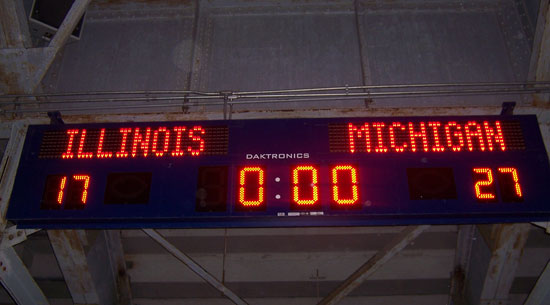 ILLINOIS MICHIGAN
DAKTRONICS
17 0:00 27